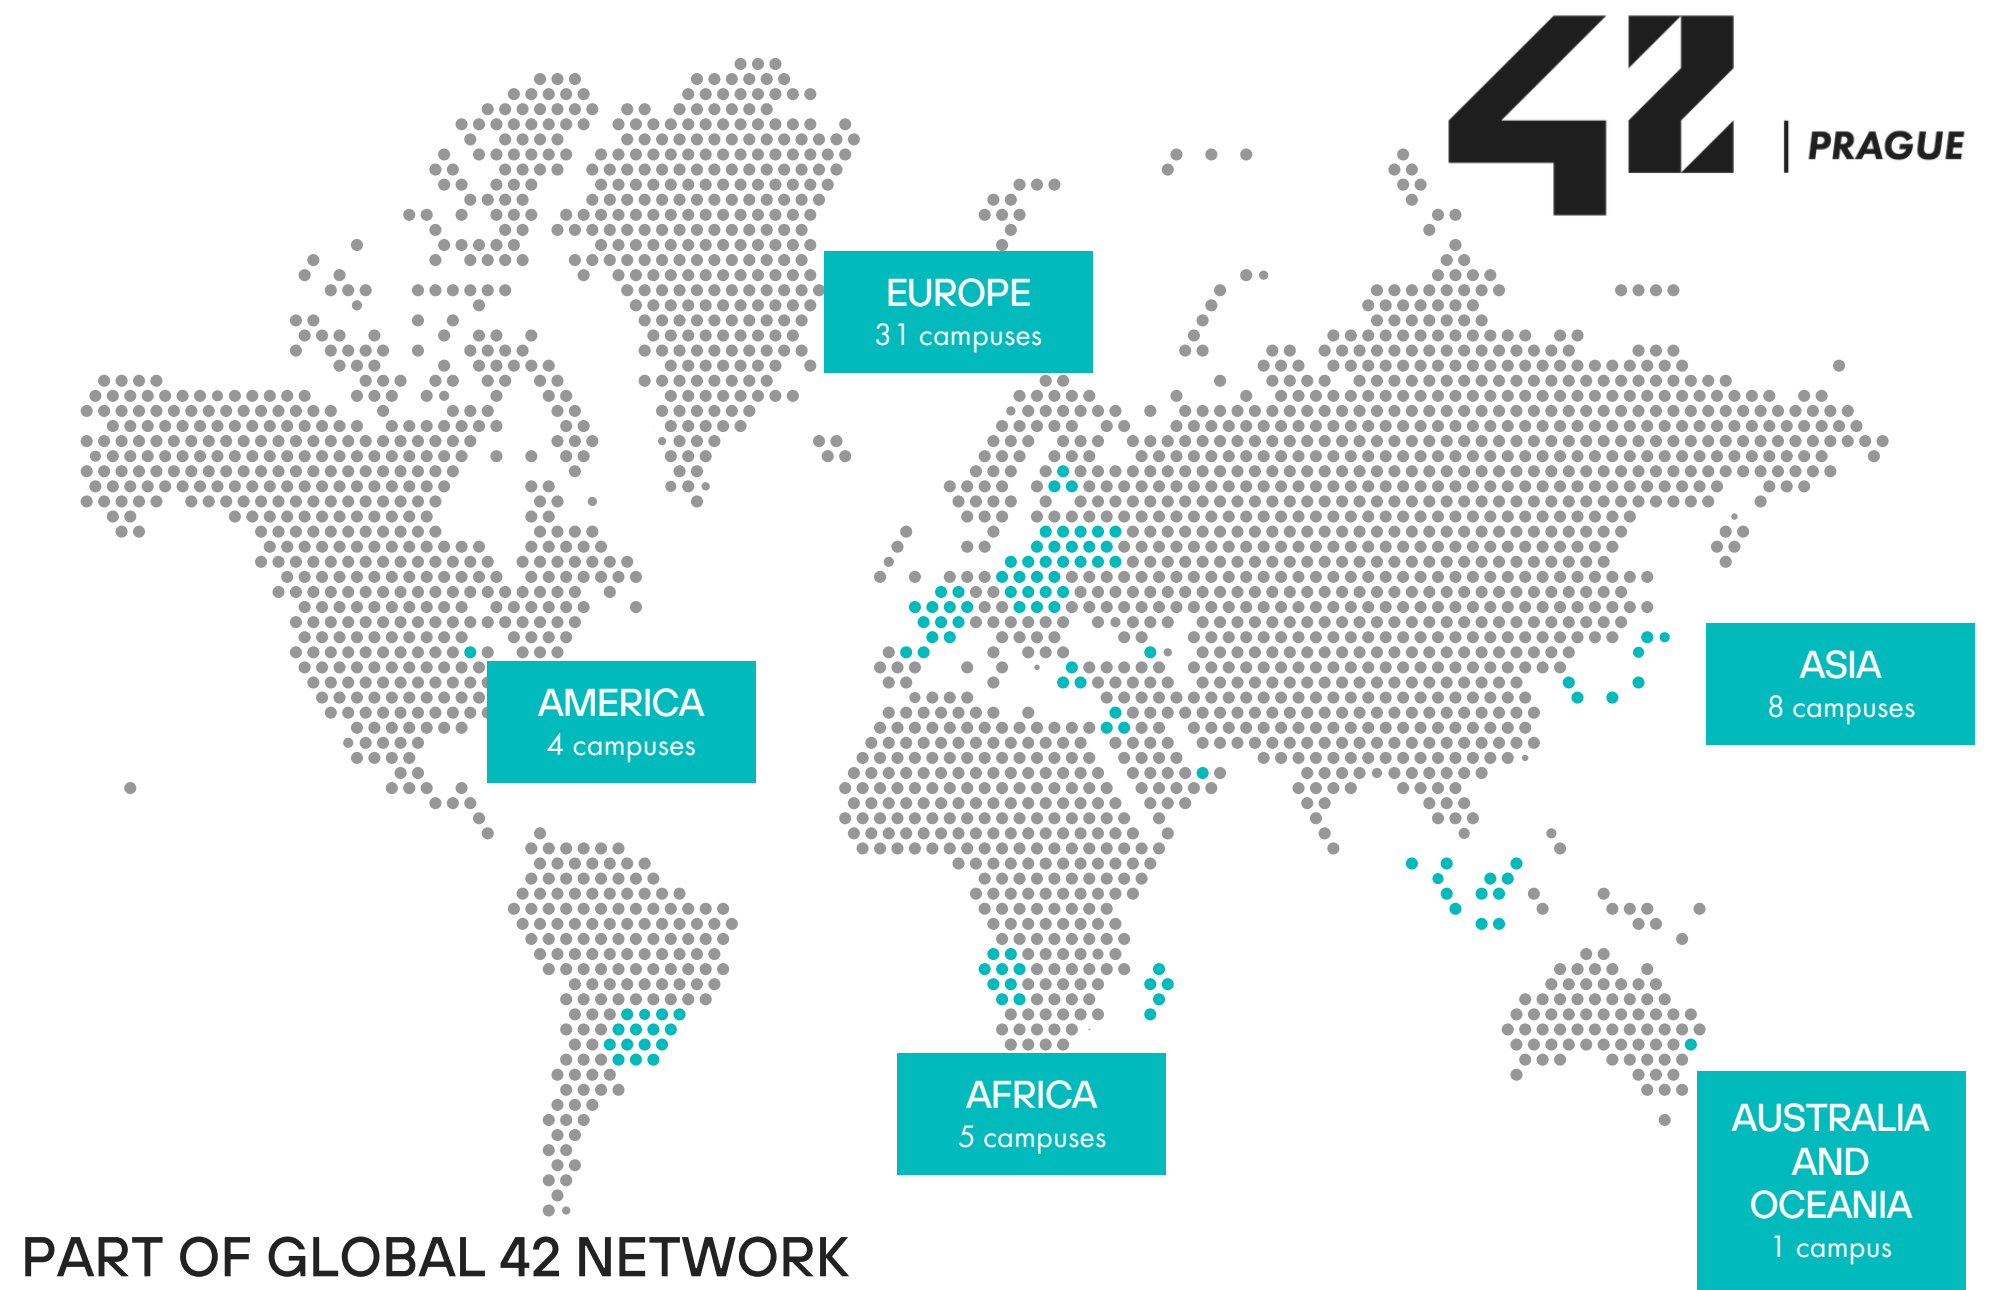 42 | PRAGUE
EUROPE
31 campuses
AMERICA
4 campuses
ASIA
8 campuses
AFRICA
5 campuses
AUSTRALIA
AND
OCEANIA
1 campus
PART OF GLOBAL 42 NETWORK